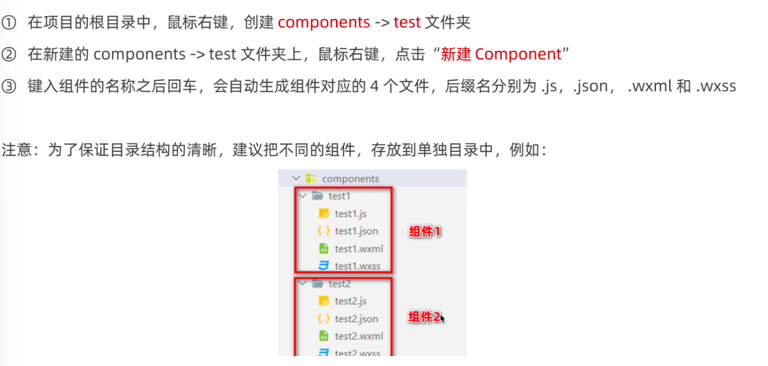 ① 在项目的根目录中，鼠标右键，创建 components -> test 文件夹
② 在新建的 components -> test 文件夹上，鼠标右键，点击“新建 Component”
③ 键入组件的名称之后回车，会自动生成组件对应的 4 个文件，后缀名分别为 .js，.json， .wxml 和 .wxss
注意：为了保证目录结构的清晰，建议把不同的组件，存放到单独目录中，例如：
components
test1
test1.js
test1.json
组件1
test1.wxml
test1.wxss
test2
test2.js
test2.json
组件2
test2.wxml
test2.wxss